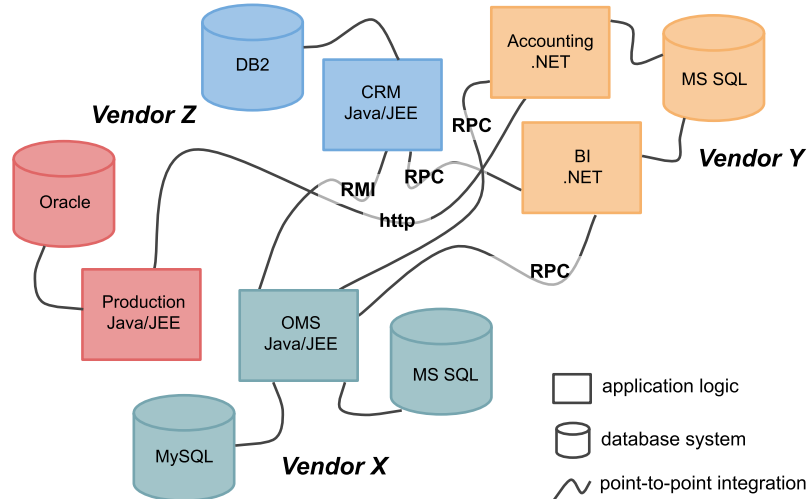 Accounting
.NET
DB2
MS SQL
CRM
Java/JEE
Vendor Z
RPC
BI
.NET
Vendor Y
RMI
RPC
Oracle
http
RPC
Production
Java/JEE
OMS
Java/JEE
MS SQL
application logic
database system
MySQL
Vendor X
point-to-point integration